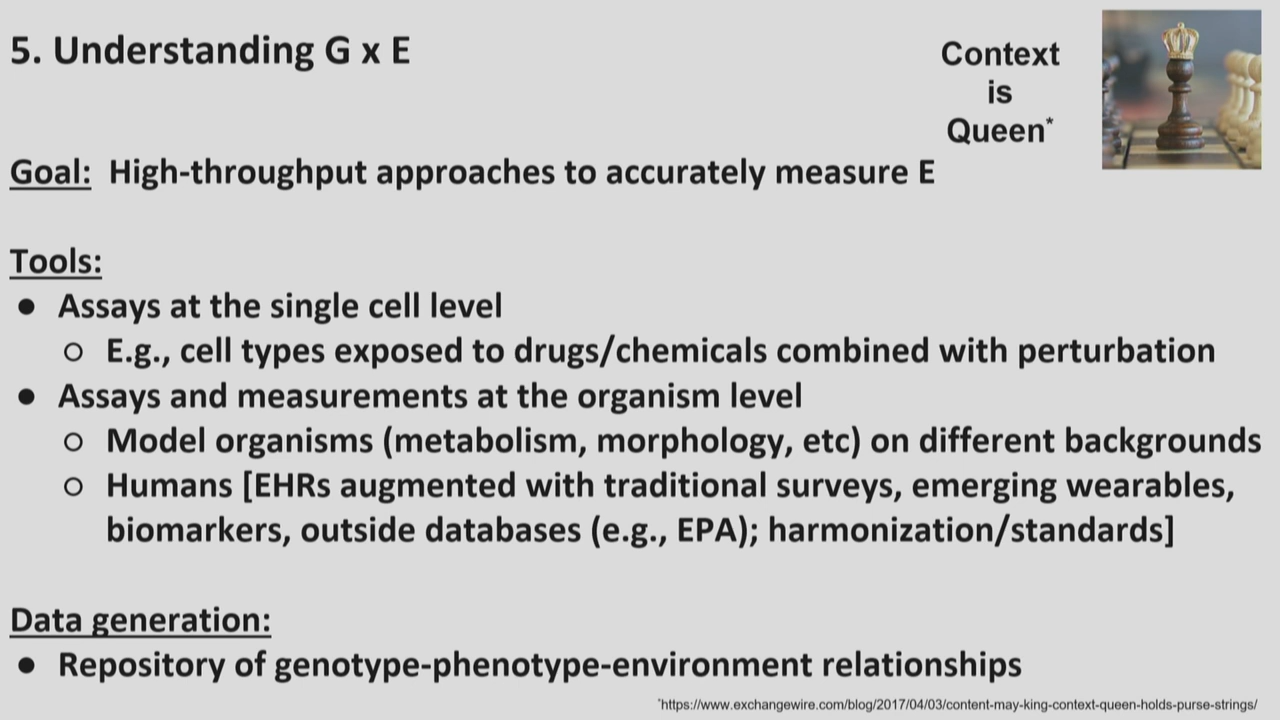 5. Understanding G x E
Context
is
Queen*
Goal: High-throughput approaches to accurately measure E
Tools:
● Assays at the single cell level
○ E.g., cell types exposed to drugs/chemicals combined with perturbation
● Assays and measurements at the organism level
○ Model organisms (metabolism, morphology, etc) on different backgrounds
○ Humans [EHRs augmented with traditional surveys, emerging wearables,
biomarkers, outside databases (e.g., EPA); harmonization/standards]
Data generation:
● Repository of genotype-phenotype-environment relationships
*https://www.exchangewire.com/blog/2017/04/03/content-may-king-context-queen-holds-purse-strings/